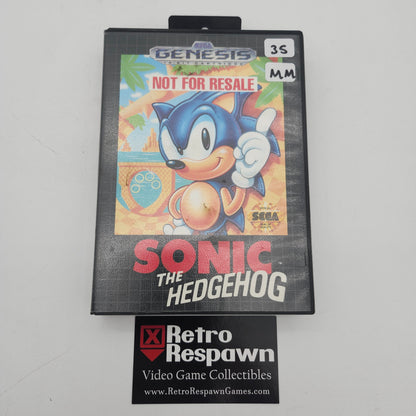 SEGA
GENESIS
35
MM
NOT FOR RESALE
SEGA
SONIC
THE
HEDGEHOG
Retro
Respawn
Video Game Collectibles
www.RetroRespawnGames.com